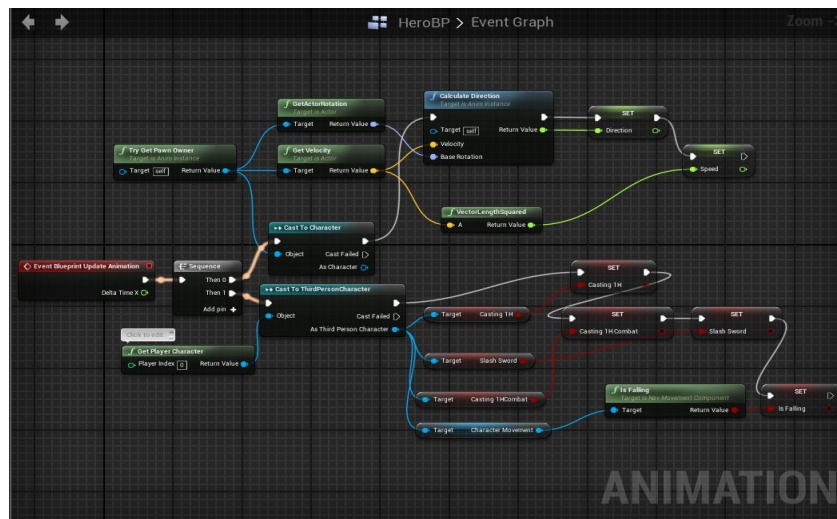 HeroBP > Event Graph
Zoom -
GetActorRotation
Target is Actor
Target Return Value
Calculate Direction
Target is Anim Instance
Target self Return Value
Velocity
Base Rotation
SET
Direction
Try Get Pawn Owner
Target is Anim Instance
Target self Return Value
Get Velocity
Target is Actor
Target Return Value
SET
Speed
VectorLengthSquared
A Return Value
Cast To Character
Object Cast Failed
As Character
Event Blueprint Update Animation
Delta Time X
Sequence
Then 0
Then 1
Add pin
Cast To ThirdPersonCharacter
Object Cast Failed
As Third Person Character
SET
Casting 1H
Target Casting 1H
SET
Casting 1HCombat
SET
Slash Sword
Click to edit
Get Player Character
Player Index 0 Return Value
Target Slash Sword
Target Casting 1HCombat
Target Character Movement
Is Falling
Target is Nav Movement Component
Target Return Value
SET
Is Falling
ANIMATION